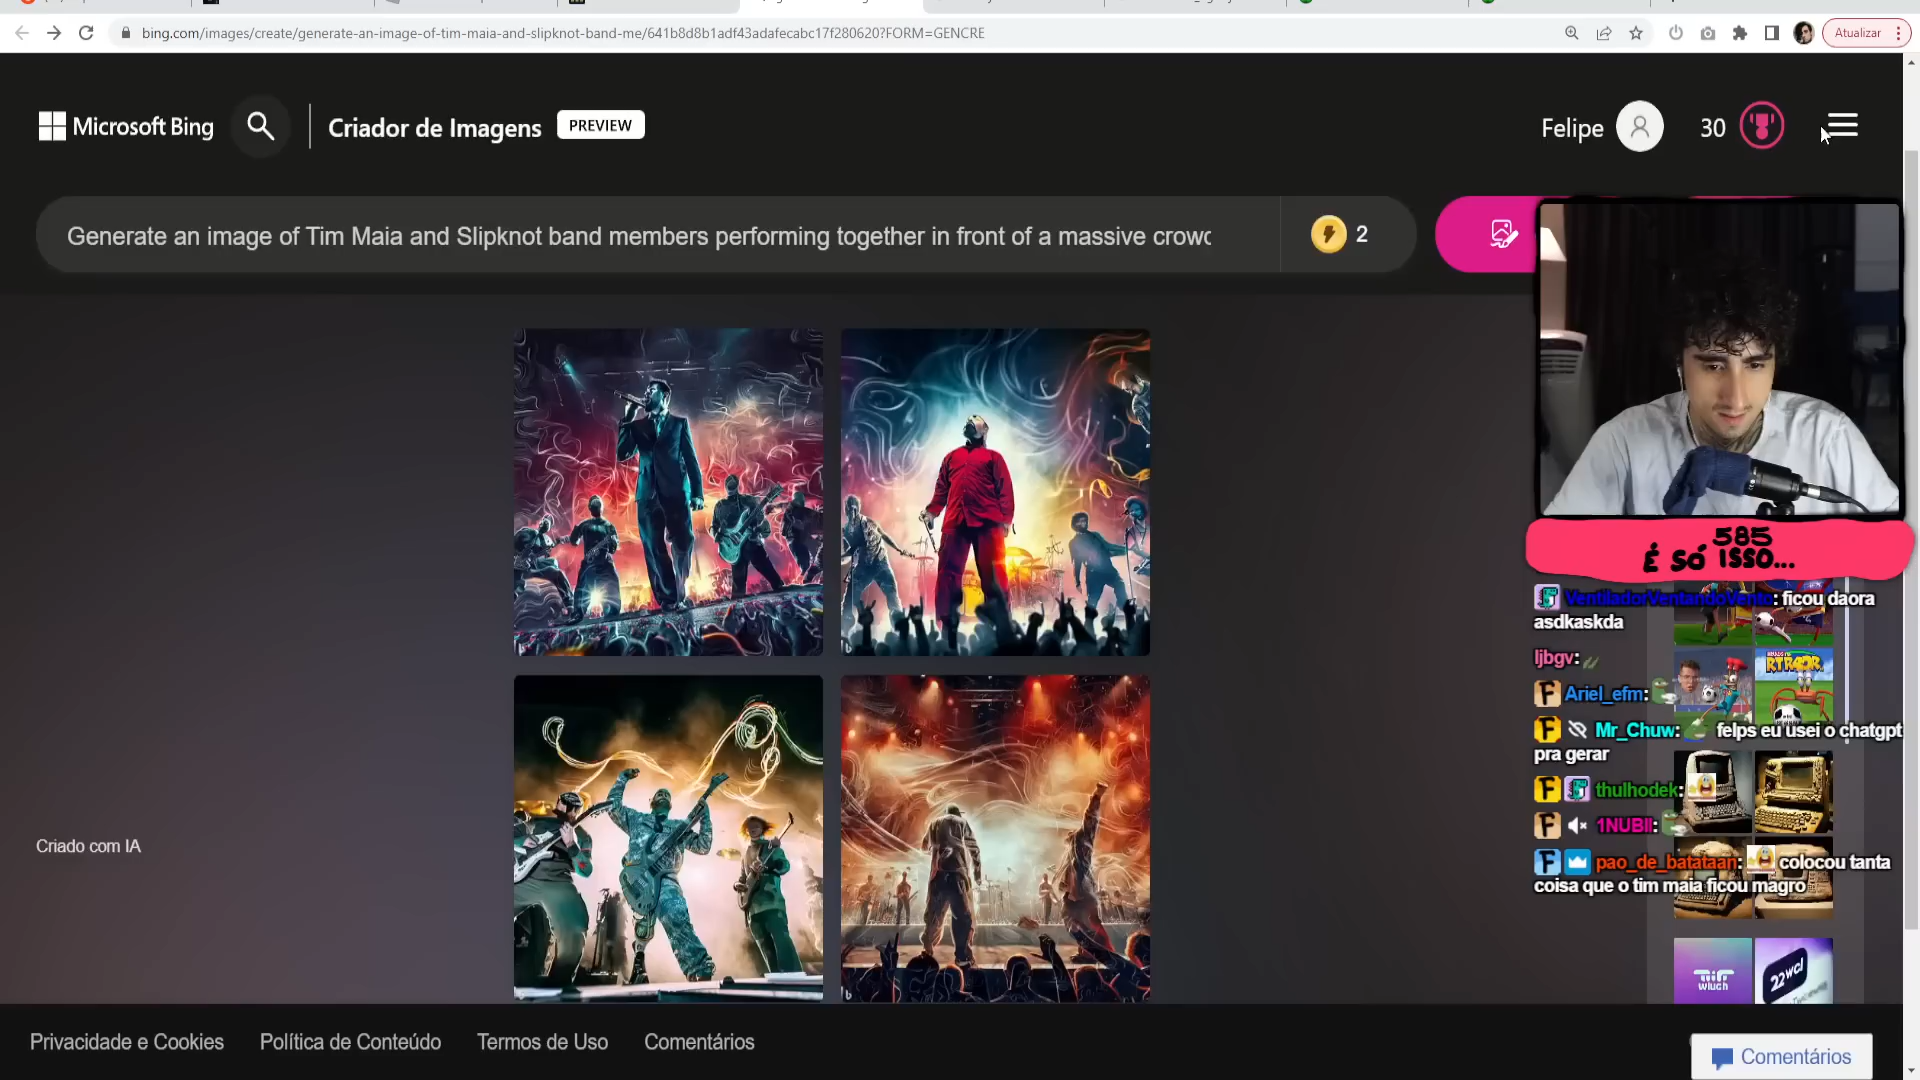 bing.com/images/create/generate-an-image-of-tim-maia-and-slipknot-band-me/641b8d8b1adf43adafecabc17f280620?FORM=GENCRE
Atualizar
Microsoft Bing
Criador de Imagens
PREVIEW
Felipe
30
Generate an image of Tim Maia and Slipknot band members performing together in front of a massive crowd
2
585
É SÓ ISSO...
VentiladorVentandoVento: ficou daora
asdkaskda
ljbgv:
Ariel_efm:
Mr_Chuw: felps eu usei o chatgpt
pra gerar
thulhodek:
1NUBII:
pao_de_batataan: colocou tanta
coisa que o tim maia ficou magro
Criado com IA
Privacidade e Cookies
Política de Conteúdo
Termos de Uso
Comentários
Comentários